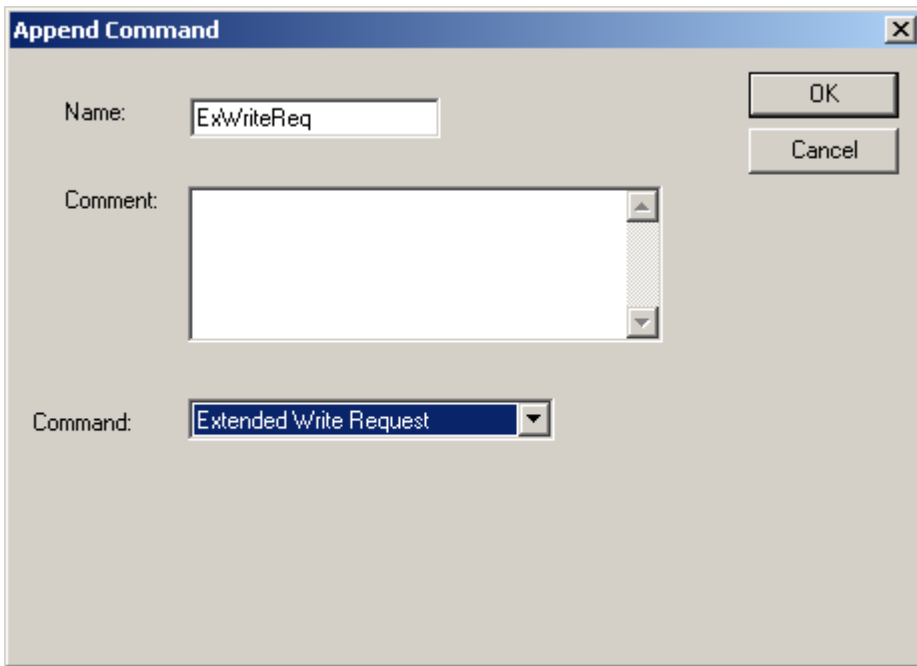 Append Command
Name:
ExWriteReq
OK
Cancel
Comment:
Command:
Extended Write Request